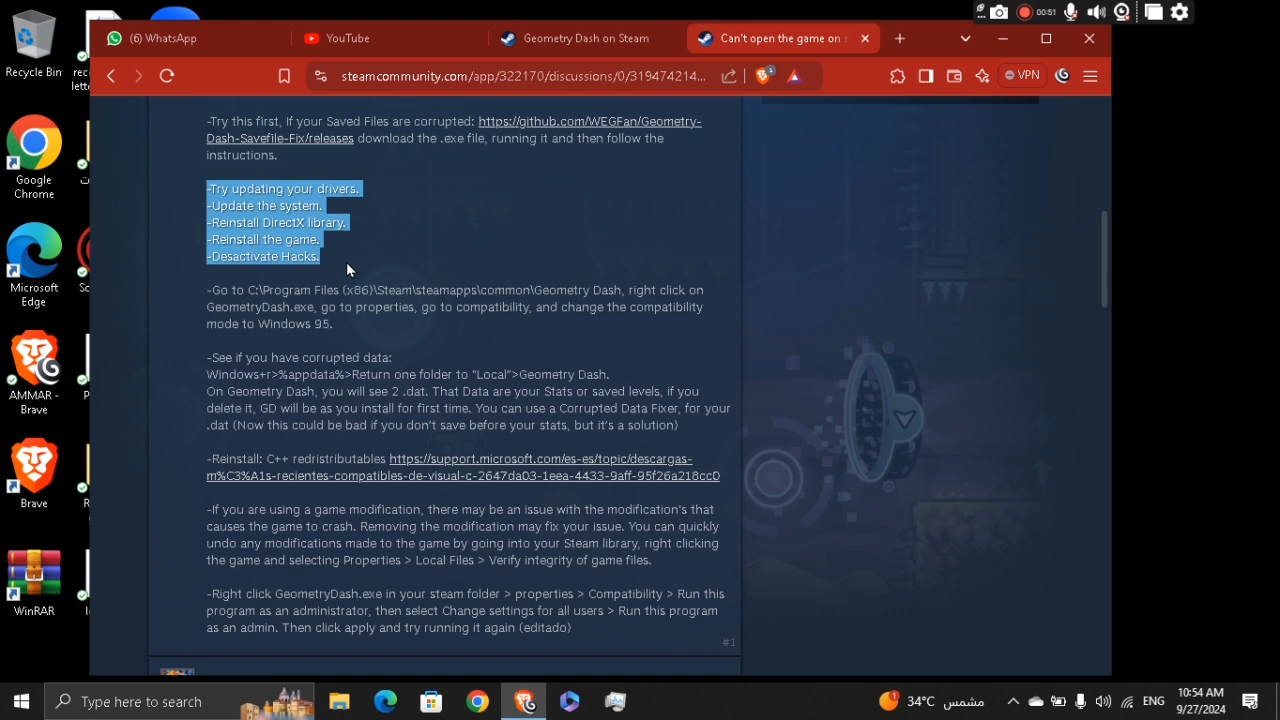 00:51
(6) WhatsApp
YouTube
Geometry Dash on Steam
Can't open the game on s
steamcommunity.com/app/322170/discussions/0/319474214...
1
VPN
Recycle Bin
Google
Chrome
Microsoft
Edge
AMMAR -
Brave
Brave
WinRAR
-Try this first, If your Saved Files are corrupted: https://github.com/WEGFan/Geometry-
Dash-Savefile-Fix/releases download the .exe file, running it and then follow the
instructions.
-Try updating your drivers.
-Update the system.
-Reinstall DirectX library.
-Reinstall the game.
-Desactivate Hacks.
-Go to C:\Program Files (x86)\Steam\steamapps\common\Geometry Dash, right click on
GeometryDash.exe, go to properties, go to compatibility, and change the compatibility
mode to Windows 95.
-See if you have corrupted data:
Windows+r>%appdata%>Return one folder to "Local">Geometry Dash.
On Geometry Dash, you will see 2 .dat. That Data are your Stats or saved levels, if you
delete it, GD will be as you install for first time. You can use a Corrupted Data Fixer, for your
.dat (Now this could be bad if you don't save before your stats, but it's a solution)
-Reinstall: C++ redristributables https://support.microsoft.com/es-es/topic/descargas-
m%C3%A1s-recientes-compatibles-de-visual-c-2647da03-1eea-4433-9aff-95f26a218cc0
-If you are using a game modification, there may be an issue with the modification's that
causes the game to crash. Removing the modification may fix your issue. You can quickly
undo any modifications made to the game by going into your Steam library, right clicking
the game and selecting Properties > Local Files > Verify integrity of game files.
-Right click GeometryDash.exe in your steam folder > properties > Compatibility > Run this
program as an administrator, then select Change settings for all users > Run this program
as an admin. Then click apply and try running it again (editado)
#1
Type here to search
1
34°C مشمس
ENG
10:54 AM
9/27/2024